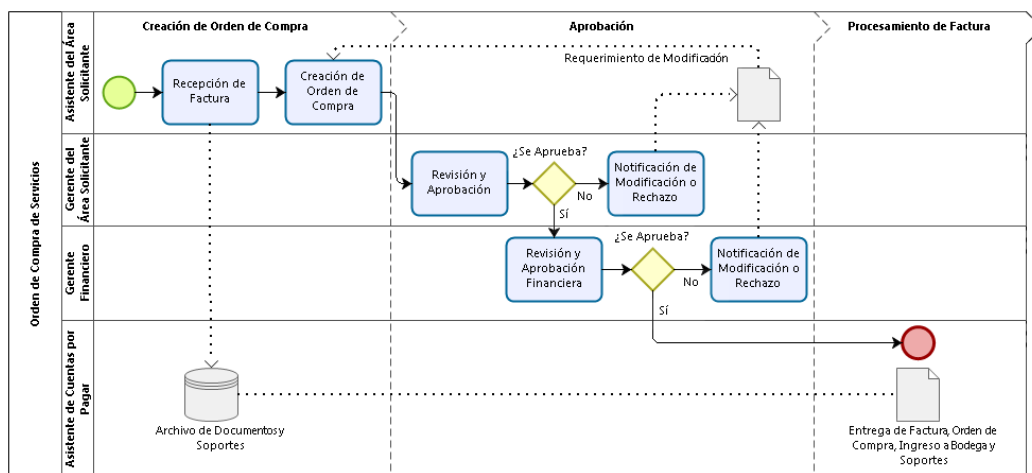 Creación de Orden de Compra
Aprobación
Procesamiento de Factura
Orden de Compra de Servicios
Asistente del Área
Solicitante
Recepción de
Factura
Creación de
Orden de
Compra
Requerimiento de Modificación
Gerente del
Área Solicitante
Revisión y
Aprobación
¿Se Aprueba?
No
Sí
Notificación de
Modificación o
Rechazo
Gerente
Financiero
Revisión y
Aprobación
Financiera
¿Se Aprueba?
No
Sí
Notificación de
Modificación o
Rechazo
Asistente de Cuentas por
Pagar
Archivo de Documentos y
Soportes
Entrega de Factura, Orden
de Compra, Ingreso a Bodega y
Soportes